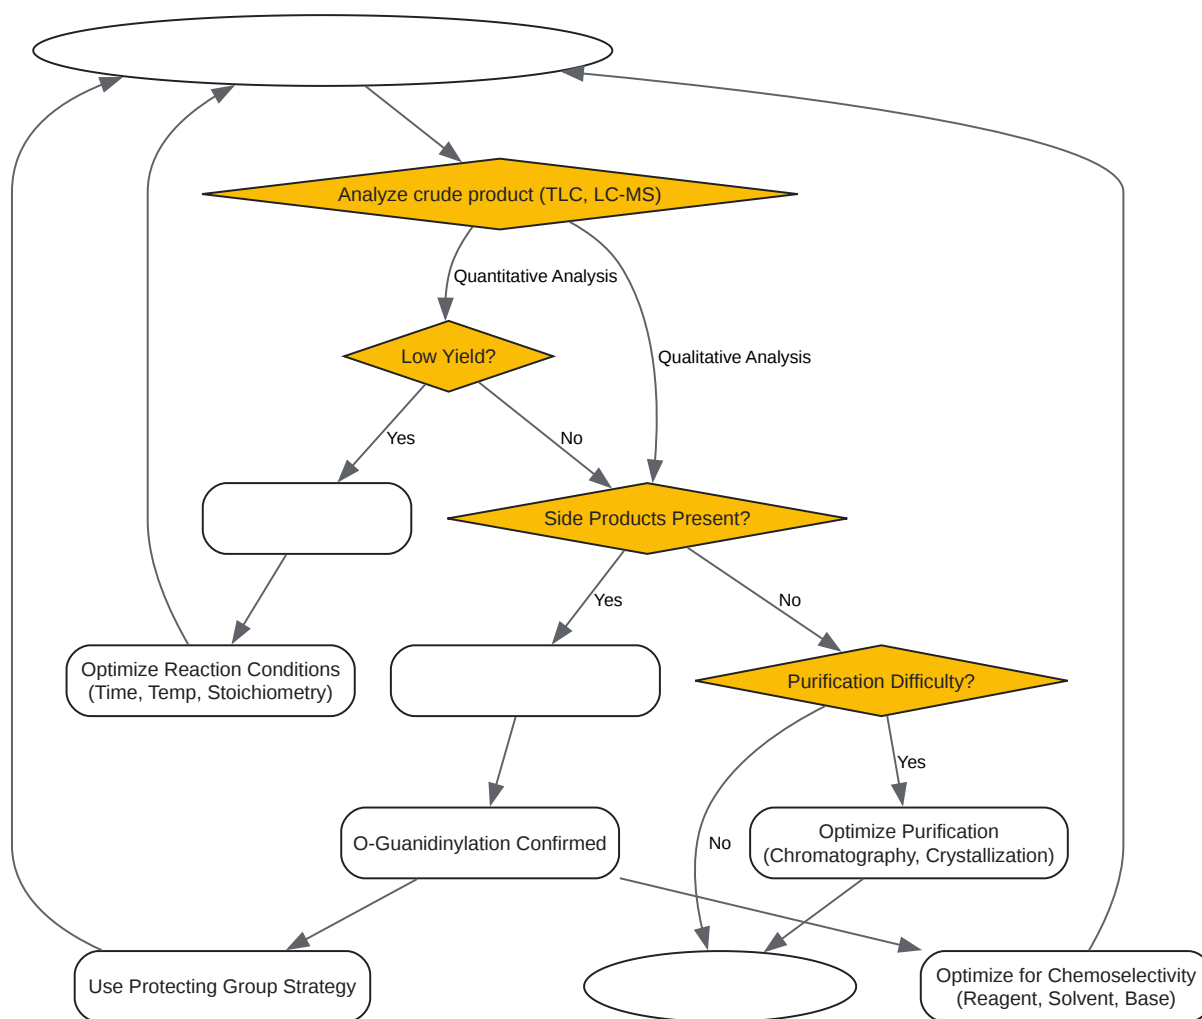 Analyze crude product (TLC, LC-MS)
Quantitative Analysis
Low Yield?
Qualitative Analysis
Yes
No
Side Products Present?
Yes
No
Optimize Reaction Conditions
(Time, Temp, Stoichiometry)
Purification Difficulty?
Yes
No
O-Guanidinylation Confirmed
Optimize Purification
(Chromatography, Crystallization)
Use Protecting Group Strategy
Optimize for Chemoselectivity
(Reagent, Solvent, Base)